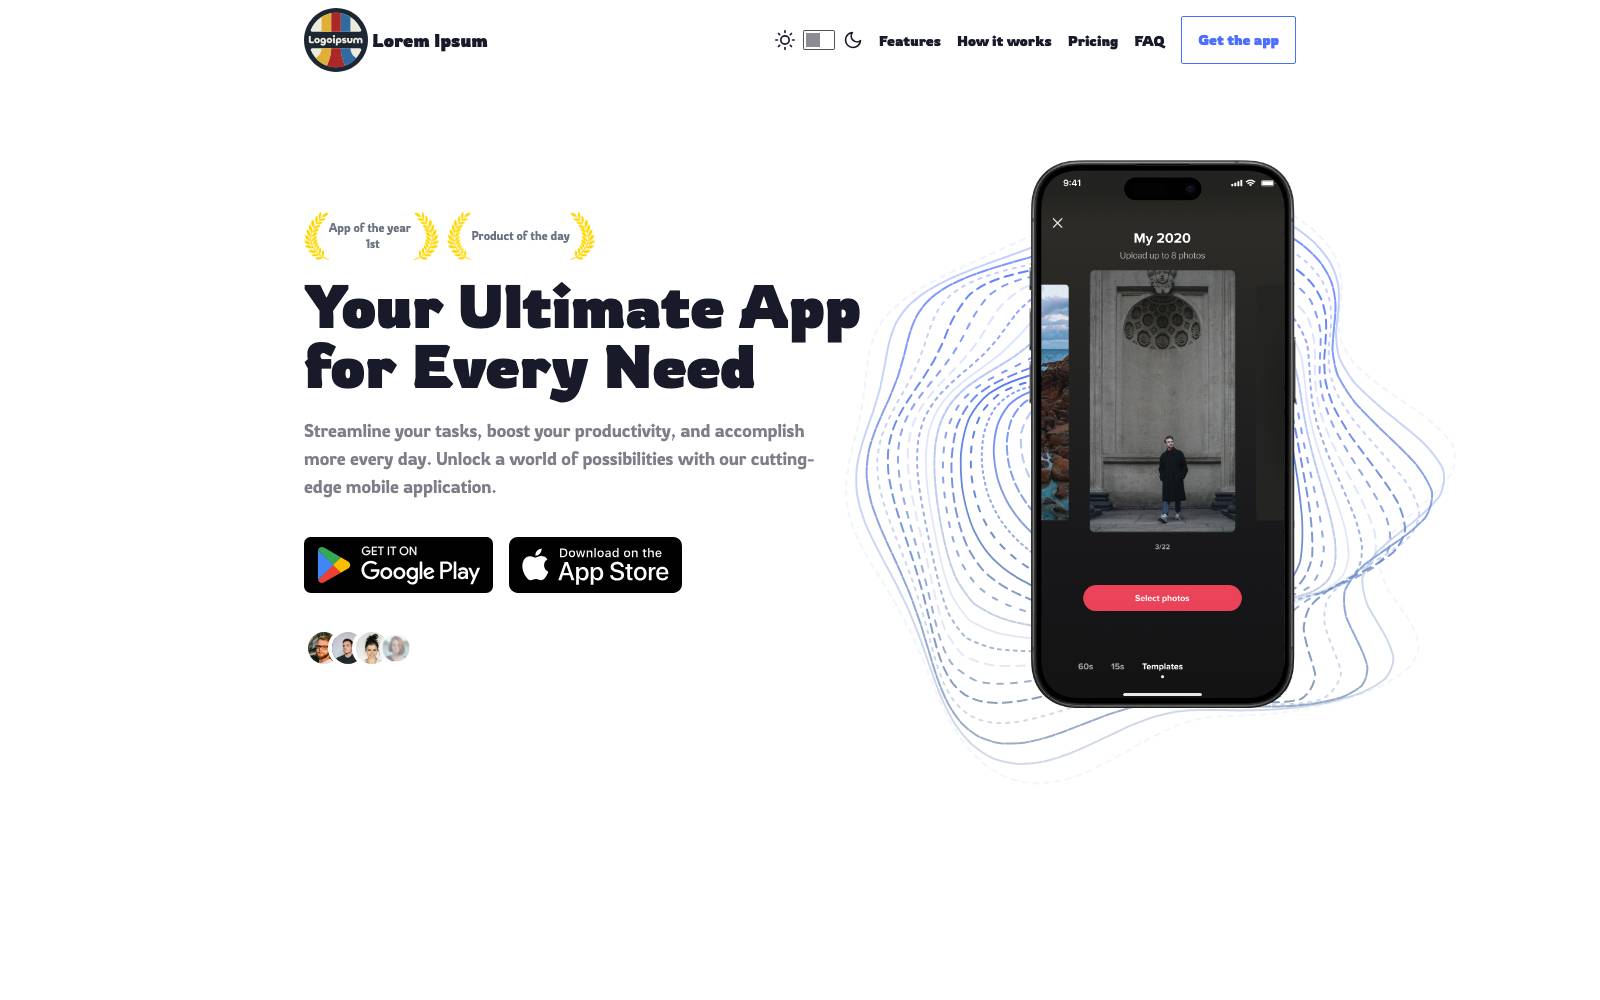 Logoipsum
Lorem Ipsum
Features
How it works
Pricing
FAQ
Get the app
App of the year
1st
Product of the day
Your Ultimate App
for Every Need
Streamline your tasks, boost your productivity, and accomplish
more every day. Unlock a world of possibilities with our cutting-
edge mobile application.
GET IT ON
Google Play
Download on the
App Store
9:41
My 2020
Upload up to 8 photos
3/22
Select photos
60s
15s
Templates